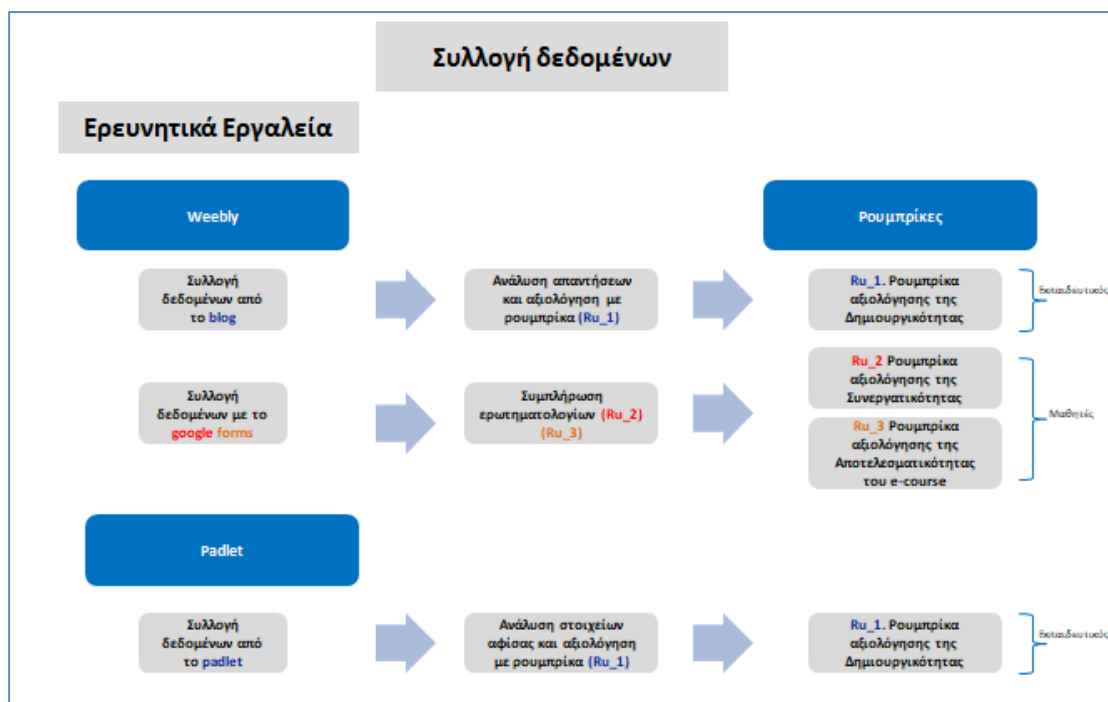 Συλλογή δεδομένων
Ερευνητικά Εργαλεία
Weebly
Ρουμπρίκες
Συλλογή
δεδομένων από
το blog
Ανάλυση απαντήσεων
και αξιολόγηση με
ρουμπρίκα (Ru_1)
Ru_1. Ρουμπρίκα
αξιολόγησης της
Δημιουργικότητας
Εκπαιδευτικός
Συλλογή
δεδομένων με το
google forms
Συμπλήρωση
ερωτηματολογίων (Ru_2)
(Ru_3)
Ru_2 Ρουμπρίκα
αξιολόγησης της
Συνεργατικότητας
Ru_3 Ρουμπρίκα
αξιολόγησης της
Αποτελεσματικότητας
του e-course
Μαθητές
Padlet
Συλλογή
δεδομένων από
το padlet
Ανάλυση στοιχείων
αφίσας και αξιολόγηση
με ρουμπρίκα (Ru_1)
Ru_1. Ρουμπρίκα
αξιολόγησης της
Δημιουργικότητας
Εκπαιδευτικός